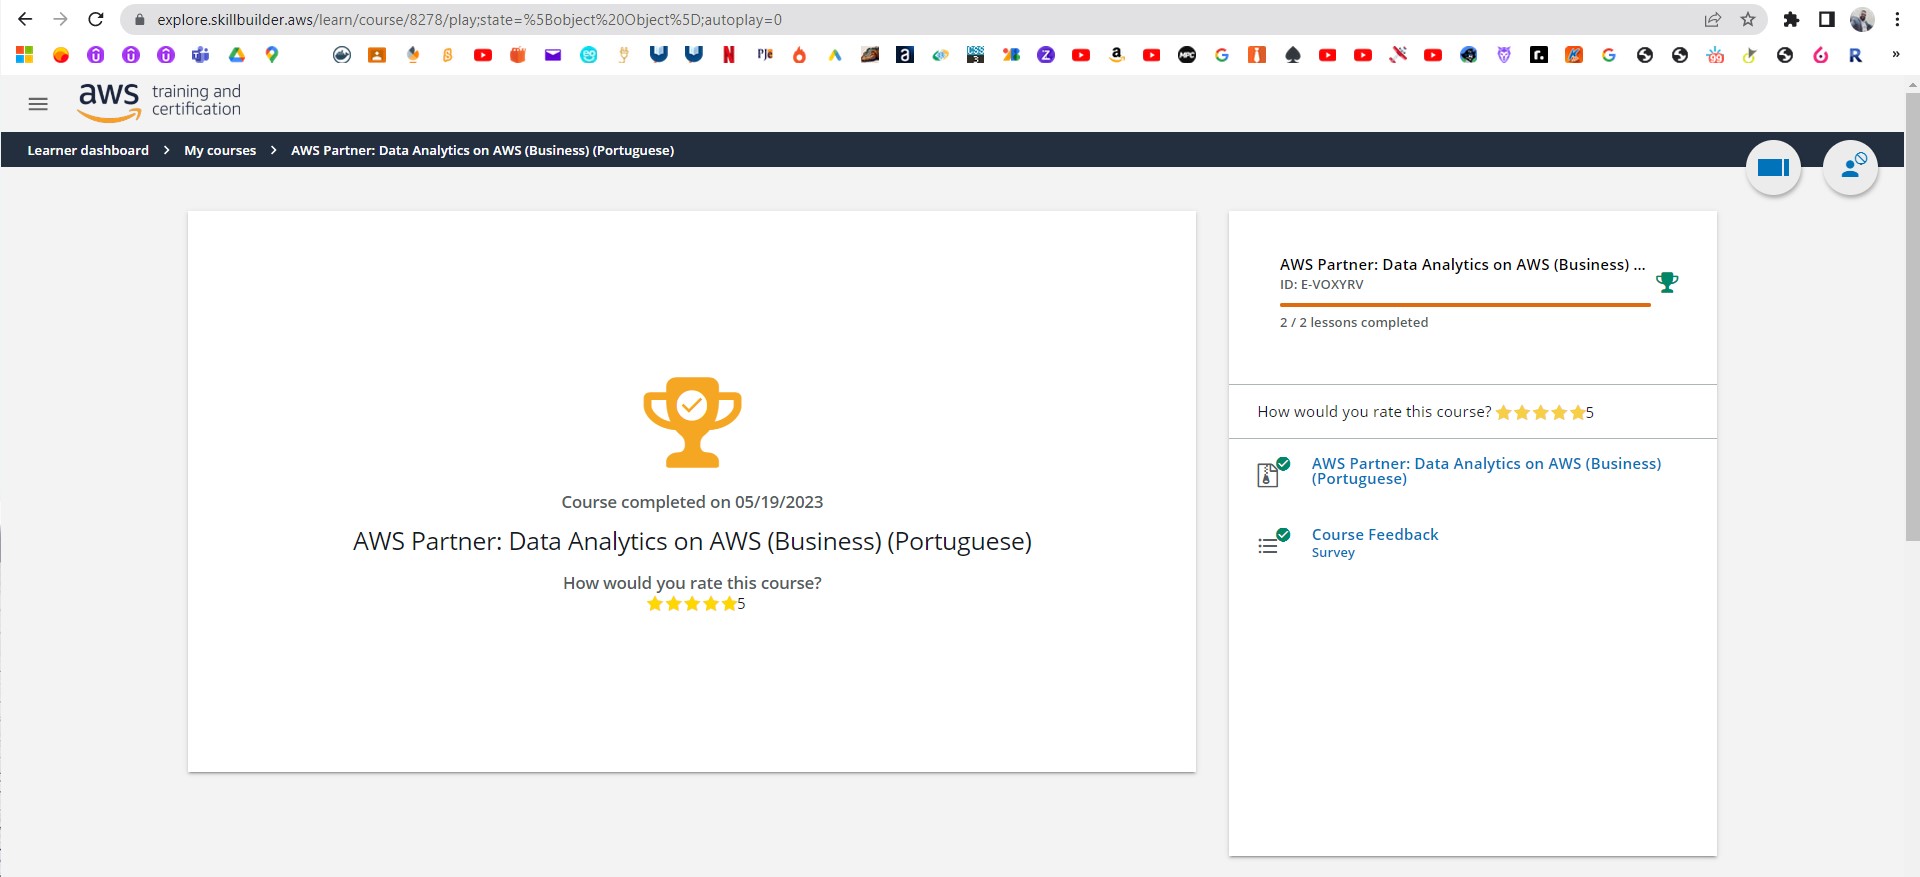 explore.skillbuilder.aws/learn/course/8278/play;state=%5Bobject%20Object%5D;autoplay=0
aws training and
certification
Learner dashboard > My courses > AWS Partner: Data Analytics on AWS (Business) (Portuguese)
Course completed on 05/19/2023
AWS Partner: Data Analytics on AWS (Business) (Portuguese)
How would you rate this course?
5
AWS Partner: Data Analytics on AWS (Business) ...
ID: E-VOXYRV
2 / 2 lessons completed
How would you rate this course? 5
AWS Partner: Data Analytics on AWS (Business)
(Portuguese)
Course Feedback
Survey